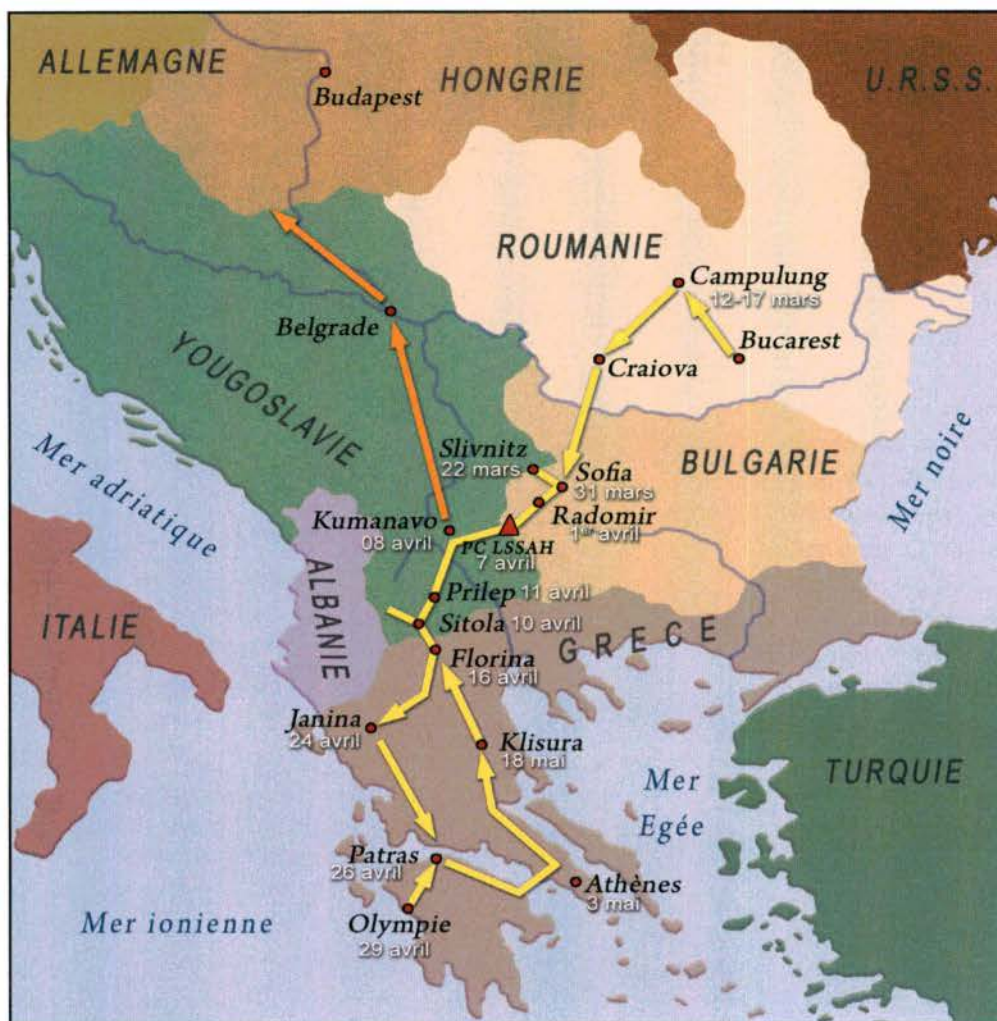 ALLEMAGNE
HONGRIE
U.R.S.S.
Budapest
ROUMANIE
Campulung
12-17 mars
Belgrade
Bucarest
Craiova
YOUGOSLAVIE
Slivnitz
22 mars
Sofia
31 mars
BULGARIE
Mer noire
Mer adriatique
Kumanavo
08 avril
PC LSSAH
7 avril
Radomir
1er avril
ALBANIE
Prilep 11 avril
ITALIE
Sitola 10 avril
GRECE
Florina
16 avril
Janina
24 avril
Klisura
18 mai
Mer
Egée
TURQUIE
Patras
26 avril
Athènes
3 mai
Mer ionienne
Olympie
29 avril